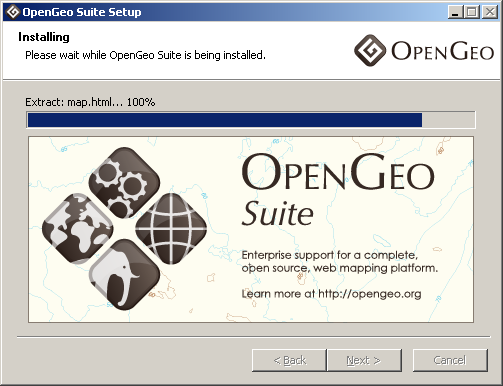 OpenGeo Suite Setup
Installing
Please wait while OpenGeo Suite is being installed.
OPENGEO
Extract: map.html... 100%
OPENGEO
Suite
Enterprise support for a complete,
open source, web mapping platform.
Learn more at http://opengeo.org
< Back
Next >
Cancel